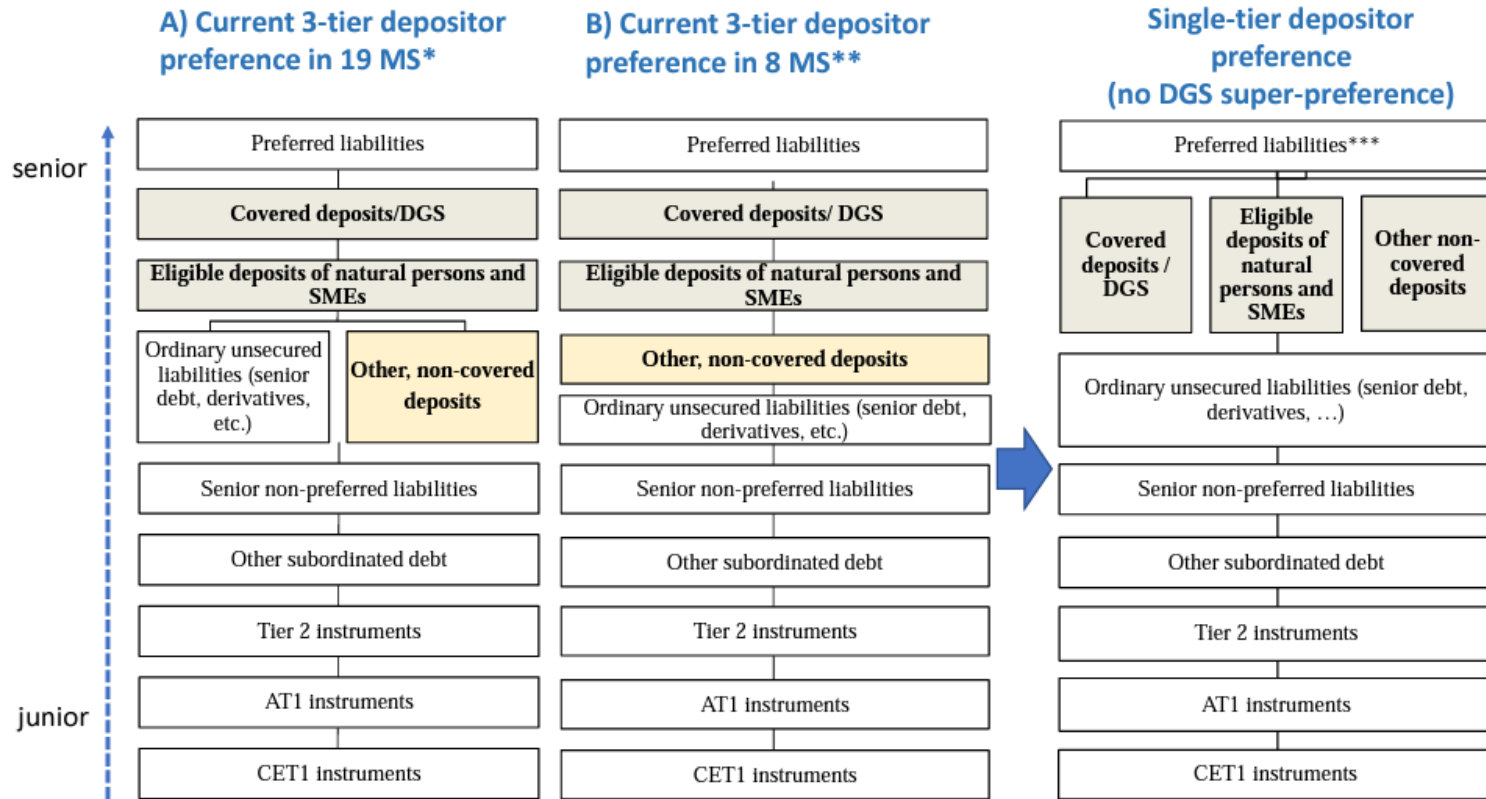 A) Current 3-tier depositor
preference in 19 MS*
B) Current 3-tier depositor
preference in 8 MS**
Single-tier depositor
preference
(no DGS super-preference)
senior
junior
Preferred liabilities
Covered deposits/DGS
Eligible deposits of natural persons and
SMEs
Ordinary unsecured
liabilities (senior
debt, derivatives,
etc.)
Other, non-covered
deposits
Senior non-preferred liabilities
Other subordinated debt
Tier 2 instruments
AT1 instruments
CET1 instruments
Preferred liabilities
Covered deposits/ DGS
Eligible deposits of natural persons and
SMEs
Other, non-covered deposits
Ordinary unsecured liabilities (senior debt,
derivatives, etc.)
Senior non-preferred liabilities
Other subordinated debt
Tier 2 instruments
AT1 instruments
CET1 instruments
Preferred liabilities***
Covered
deposits /
DGS
Eligible
deposits of
natural
persons and
SMEs
Other non-
covered
deposits
Ordinary unsecured liabilities (senior debt,
derivatives, …)
Senior non-preferred liabilities
Other subordinated debt
Tier 2 instruments
AT1 instruments
CET1 instruments